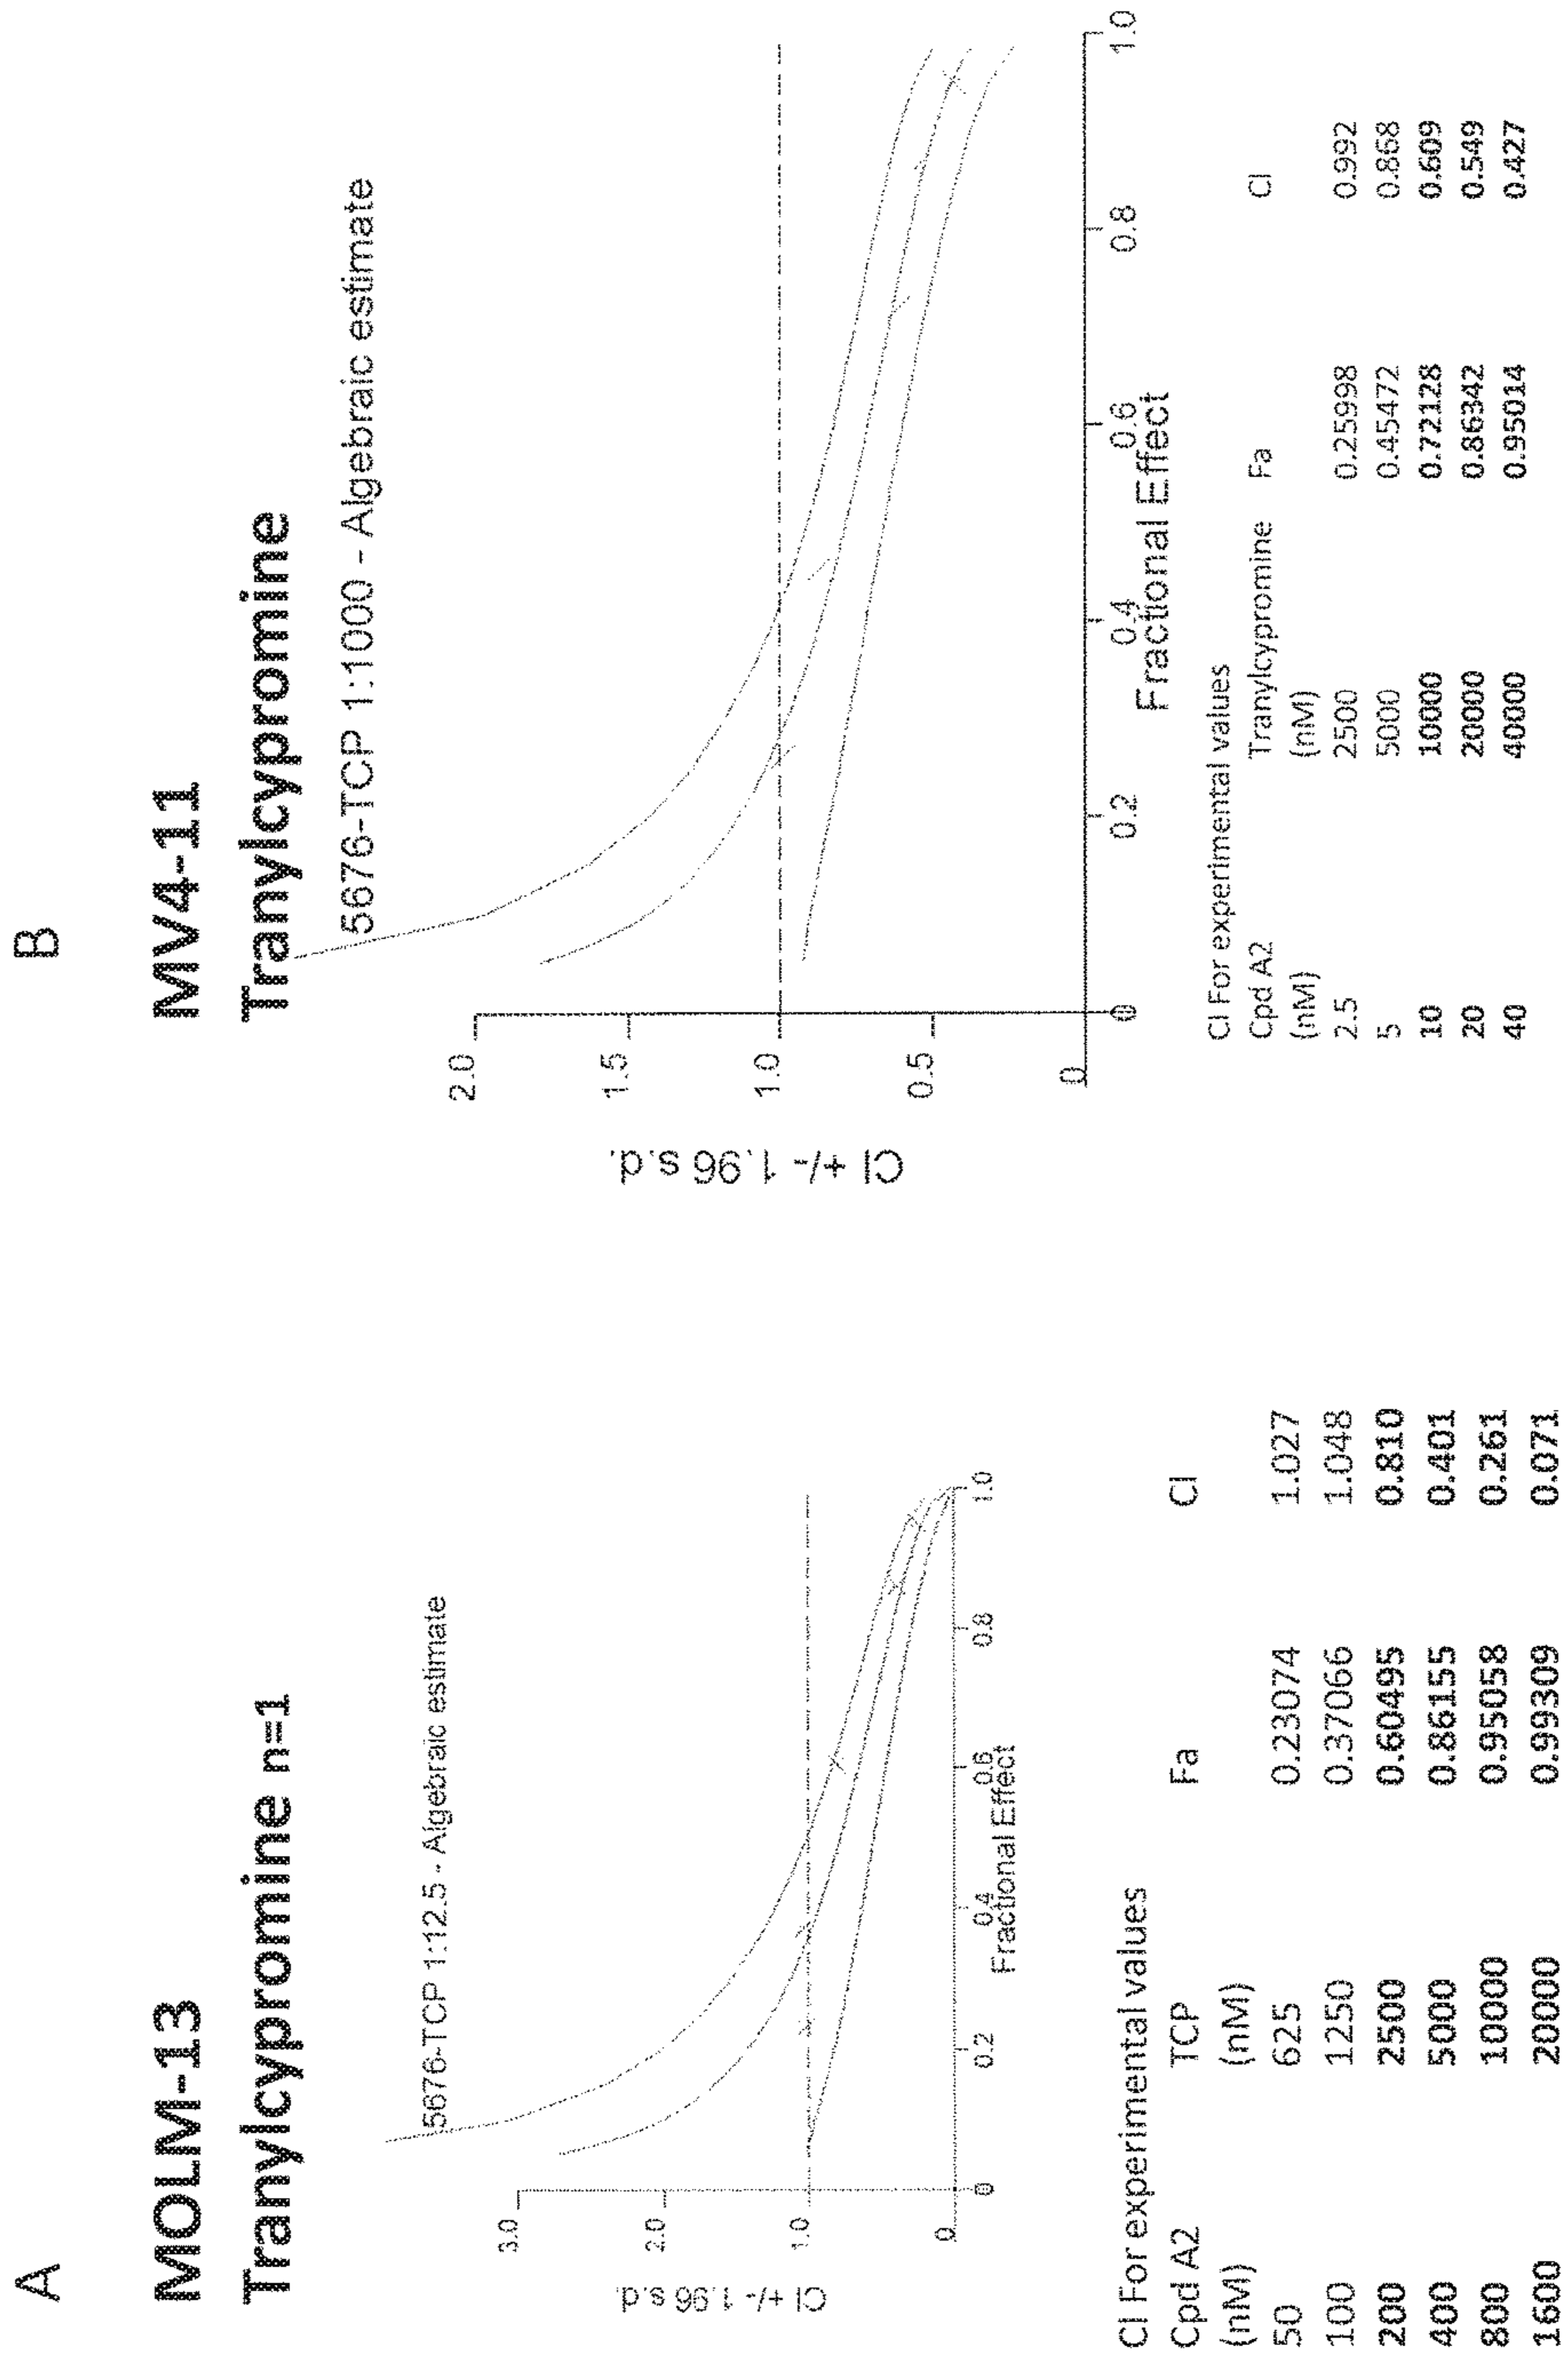 A
MOLM-13
Tranylcypromine n=1
5676-TCP 1:12.5 - Algebraic estimate
CI +/- 1.96 s.d.
3.0
2.0
1.0
0
0 0.2 0.4 0.6 0.8 1.0
Fractional Effect
CI For experimental values
Cpd A2 TCP Fa CI
(nM) (nM)
50 625 0.23074 1.027
100 1250 0.37066 1.048
200 2500 0.60495 0.810
400 5000 0.86155 0.401
800 10000 0.95058 0.261
1600 20000 0.99309 0.071
B
MV4-11
Tranylcypromine
5676-TCP 1:1000 - Algebraic estimate
CI +/- 1.96 s.d.
2.0
1.5
1.0
0.5
0
0 0.2 0.4 0.6 0.8 1.0
Fractional Effect
CI For experimental values
Cpd A2 Tranylcypromine Fa CI
(nM) (nM)
2.5 2500 0.25998 0.992
5 5000 0.45472 0.868
10 10000 0.72128 0.609
20 20000 0.86342 0.549
40 40000 0.95014 0.427